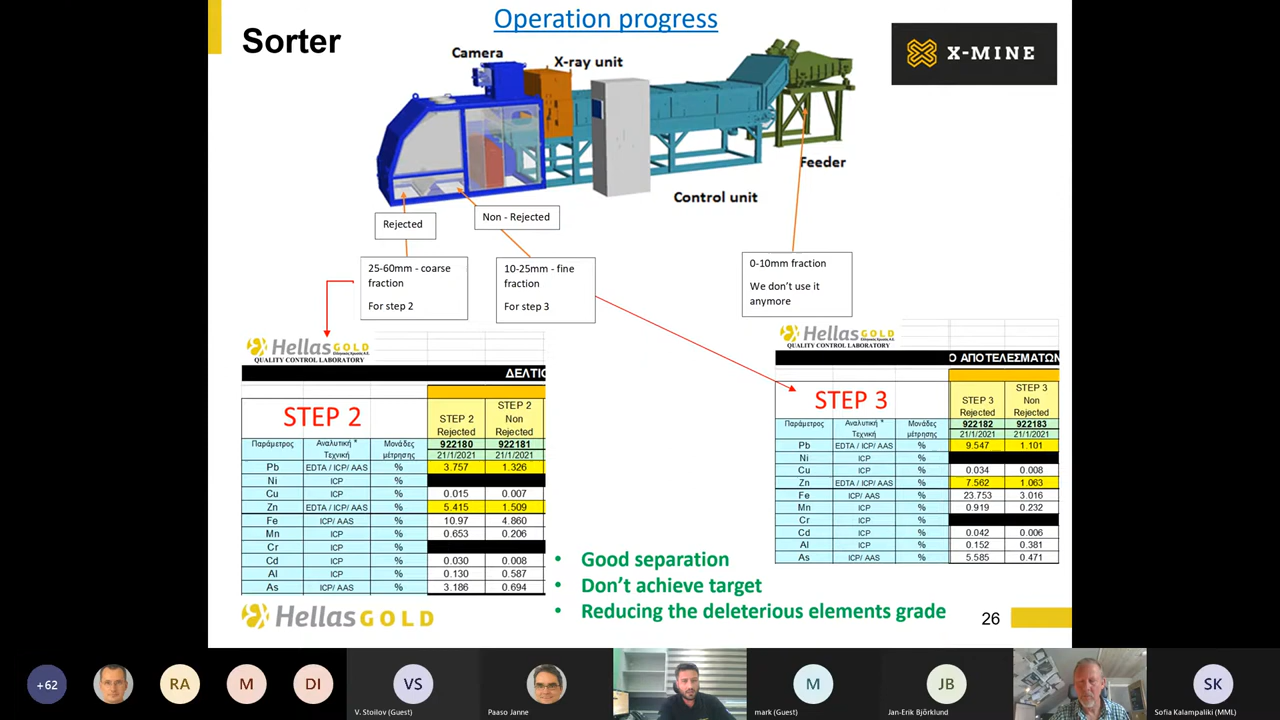 Operation progress
Sorter
X-MINE
Camera
X-ray unit
Feeder
Control unit
Rejected
Non - Rejected
25-60mm - coarse
fraction
For step 2
10-25mm - fine
fraction
For step 3
0-10mm fraction
We don't use it
anymore
Hellas GOLD
QUALITY CONTROL LABORATORY
ΔΕΛΤΙΟ
STEP 2
STEP 2 Rejected
STEP 2 Non Rejected
922180 922181
Παράμετρος Αναλυτική * Τεχνική Μονάδες μέτρησης 21/1/2021 21/1/2021
Pb EDTA / ICP/ AAS % 3.757 1.326
Ni ICP %
Cu ICP % 0.015 0.007
Zn EDTA / ICP/ AAS % 5.415 1.509
Fe ICP/ AAS % 10.97 4.860
Mn ICP % 0.653 0.206
Cr ICP %
Cd ICP % 0.030 0.008
Al ICP % 0.130 0.587
As ICP/ AAS % 3.186 0.694
Hellas GOLD
QUALITY CONTROL LABORATORY
Ο ΑΠΟΤΕΛΕΣΜΑΤΩΝ
STEP 3
STEP 3 Rejected
STEP 3 Non Rejected
922182 922183
Παράμετρος Αναλυτική * Τεχνική Μονάδες μέτρησης 21/1/2021 21/1/2021
Pb EDTA / ICP/ AAS % 9.547 1.101
Ni ICP %
Cu ICP % 0.034 0.008
Zn EDTA / ICP/ AAS % 7.562 1.063
Fe ICP/ AAS % 23.753 3.016
Mn ICP % 0.919 0.232
Cr ICP %
Cd ICP % 0.042 0.006
Al ICP % 0.152 0.381
As ICP/ AAS % 5.585 0.471
• Good separation
• Don't achieve target
• Reducing the deleterious elements grade
Hellas GOLD
26
+62
RA
M
DI
VS
V. Stoilov (Guest)
Paaso Janne
M
mark (Guest)
JB
Jan-Erik Björklund
SK
Sofia Kalampaliki (MML)